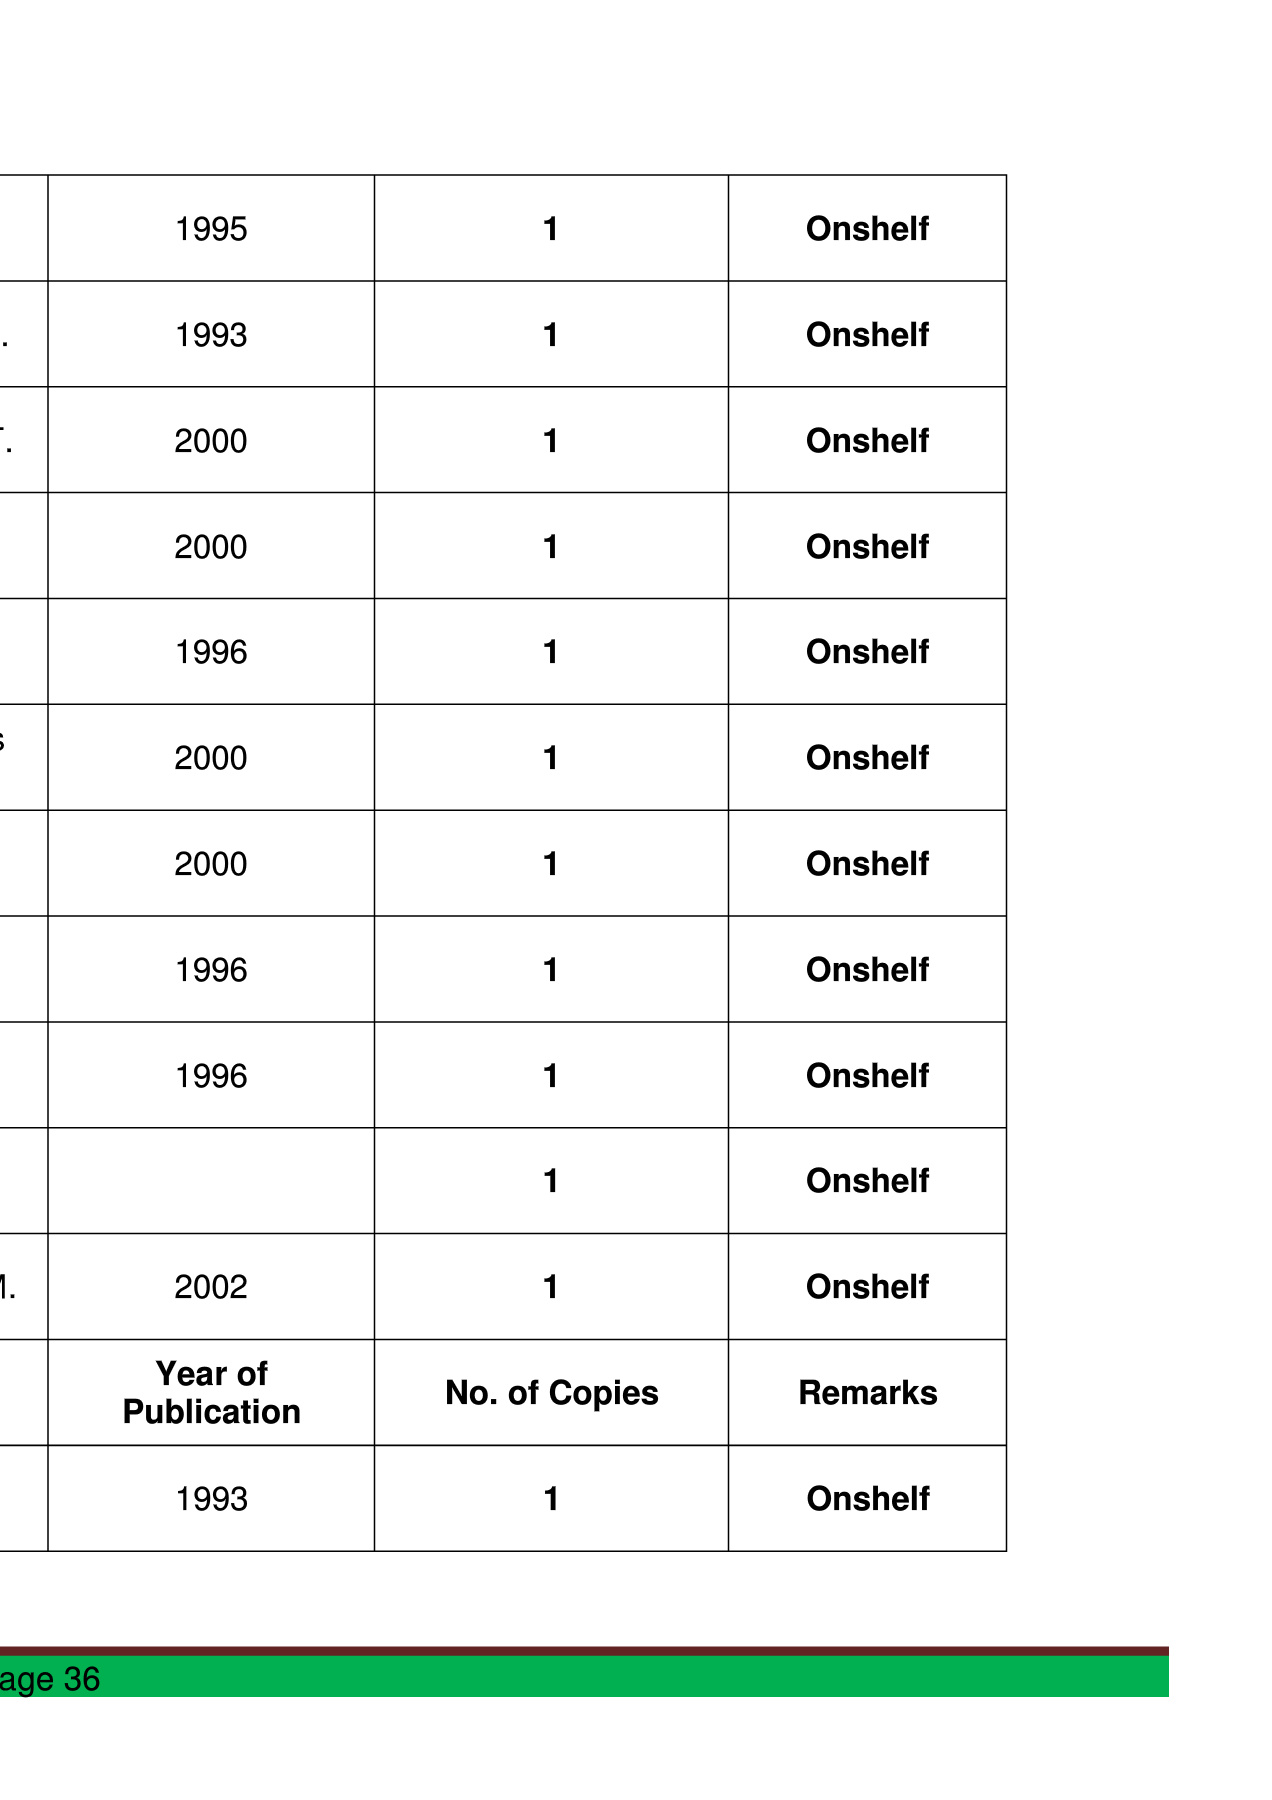 1995 1 Onshelf
. 1993 1 Onshelf
. 2000 1 Onshelf
2000 1 Onshelf
1996 1 Onshelf
s
2000 1 Onshelf
2000 1 Onshelf
1996 1 Onshelf
1996 1 Onshelf
1 Onshelf
M. 2002 1 Onshelf
Year of
Publication No. of Copies Remarks
1993 1 Onshelf
age 36